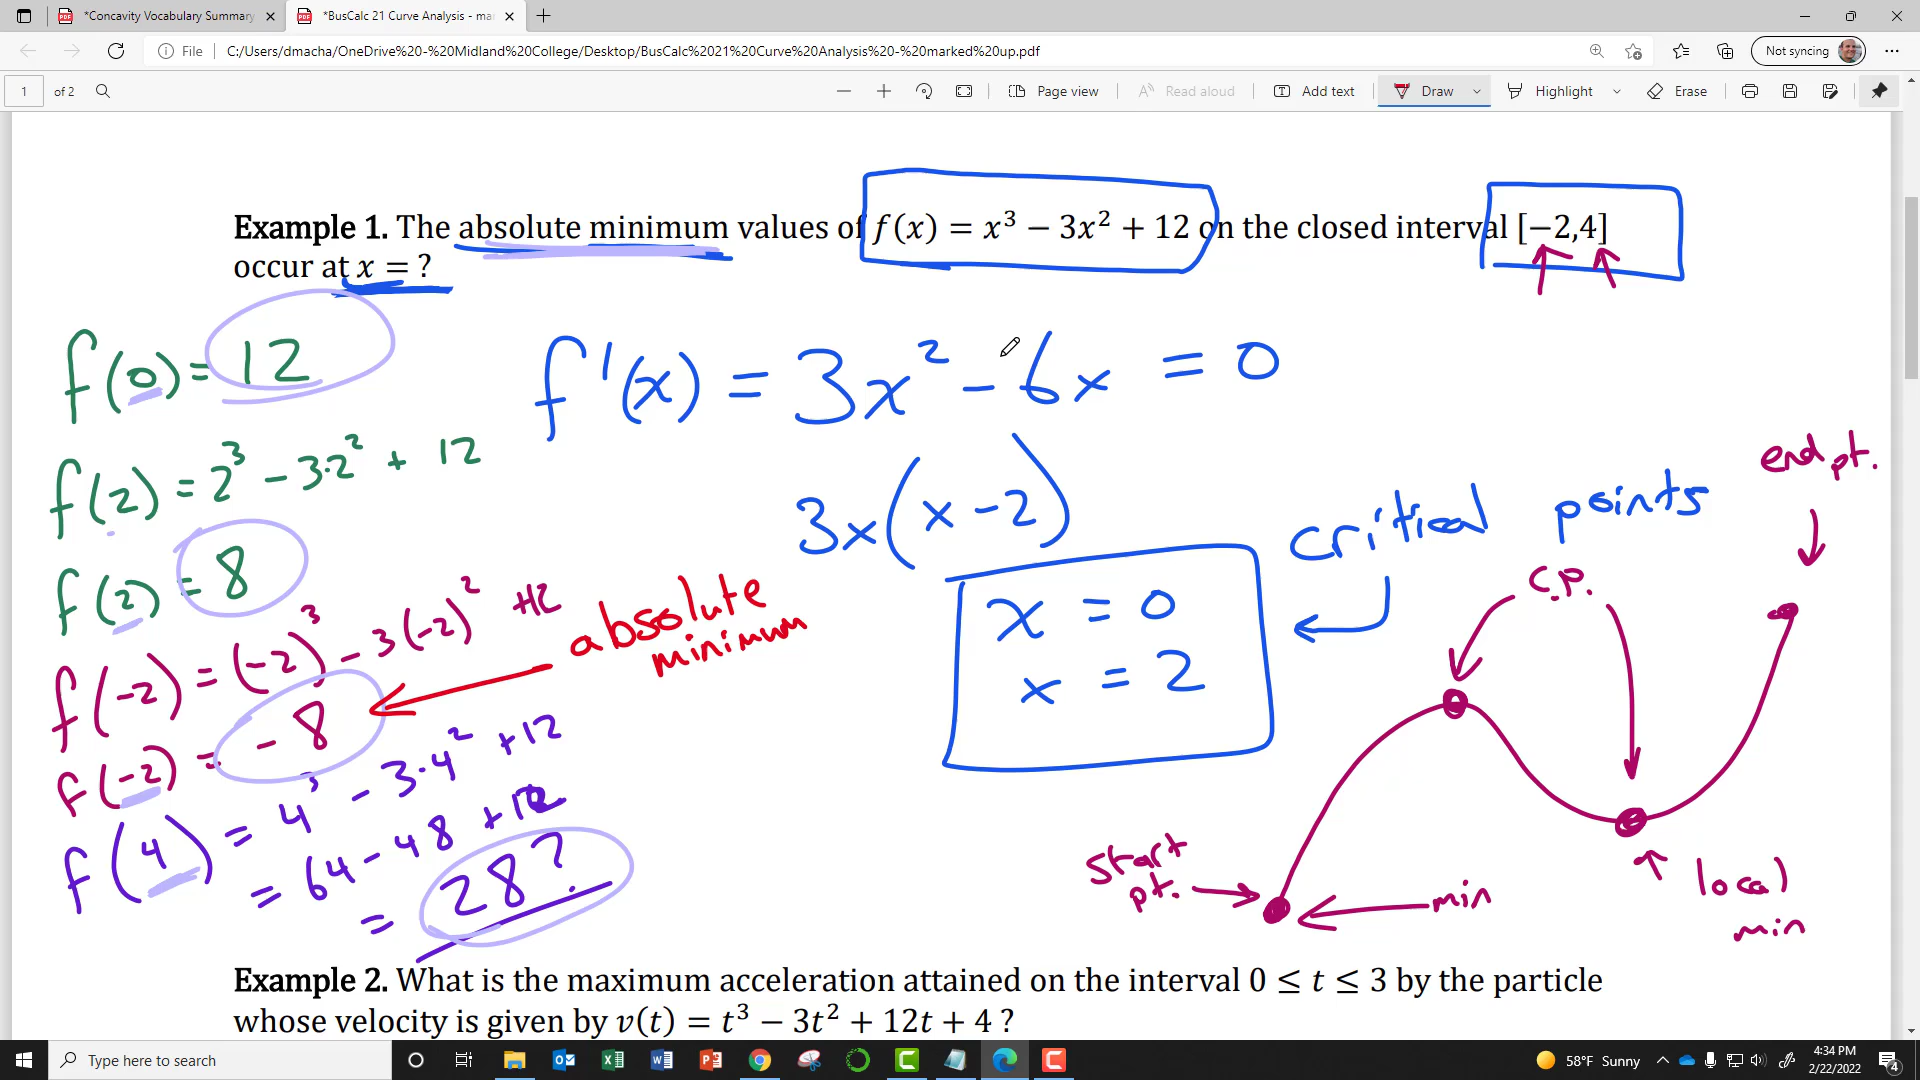 *Concavity Vocabulary Summary
*BusCalc 21 Curve Analysis - ma
File
C:/Users/dmacha/OneDrive%20-%20Midland%20College/Desktop/BusCalc%2021%20Curve%20Analysis%20-%20marked%20up.pdf
Not syncing
1 of 2
Page view
Read aloud
Add text
Draw
Highlight
Erase
Example 1. The absolute minimum values of f(x) = x³ − 3x² + 12 on the closed interval [−2,4]
occur at x = ?
f(0) = 12
f'(x) = 3x² − 6x = 0
f(2) = 2³ − 3·2² + 12
3x(x − 2)
critical points
end pt.
f(2) = 8
x = 0
x = 2
C.P.
f(-2) = (-2)³ − 3(-2)² + 12
absolute
minimum
f(-2) = -8
f(4) = 4³ − 3·4² + 12
= 64 − 48 + 12
= 28?
start
pt.
min
local
min
Example 2. What is the maximum acceleration attained on the interval 0 ≤ t ≤ 3 by the particle
whose velocity is given by v(t) = t³ − 3t² + 12t + 4 ?
Type here to search
58°F Sunny
4:34 PM
2/22/2022
4